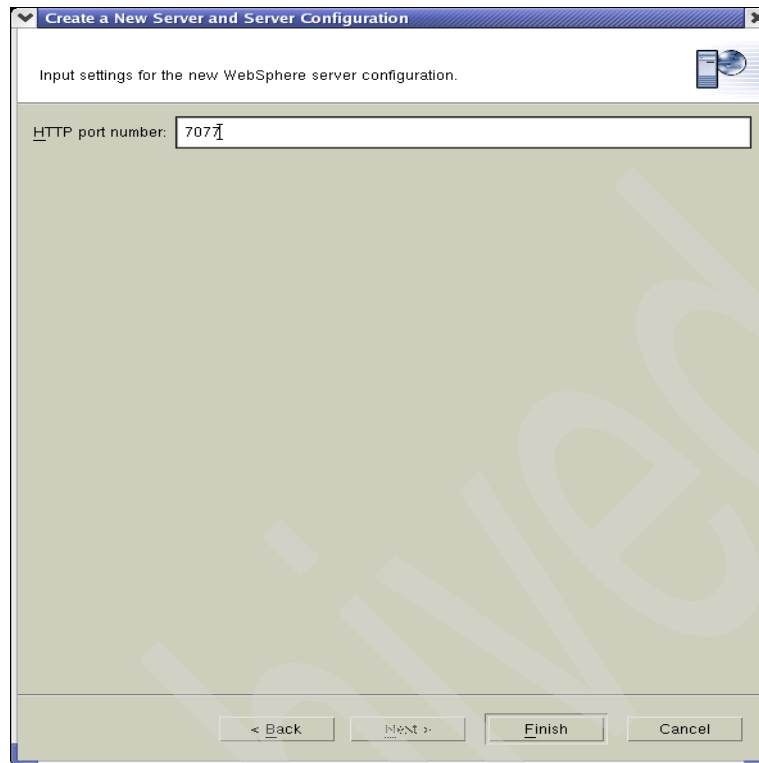 Create a New Server and Server Configuration
Input settings for the new WebSphere server configuration.
HTTP port number: 7077
< Back Next > Finish Cancel
hived